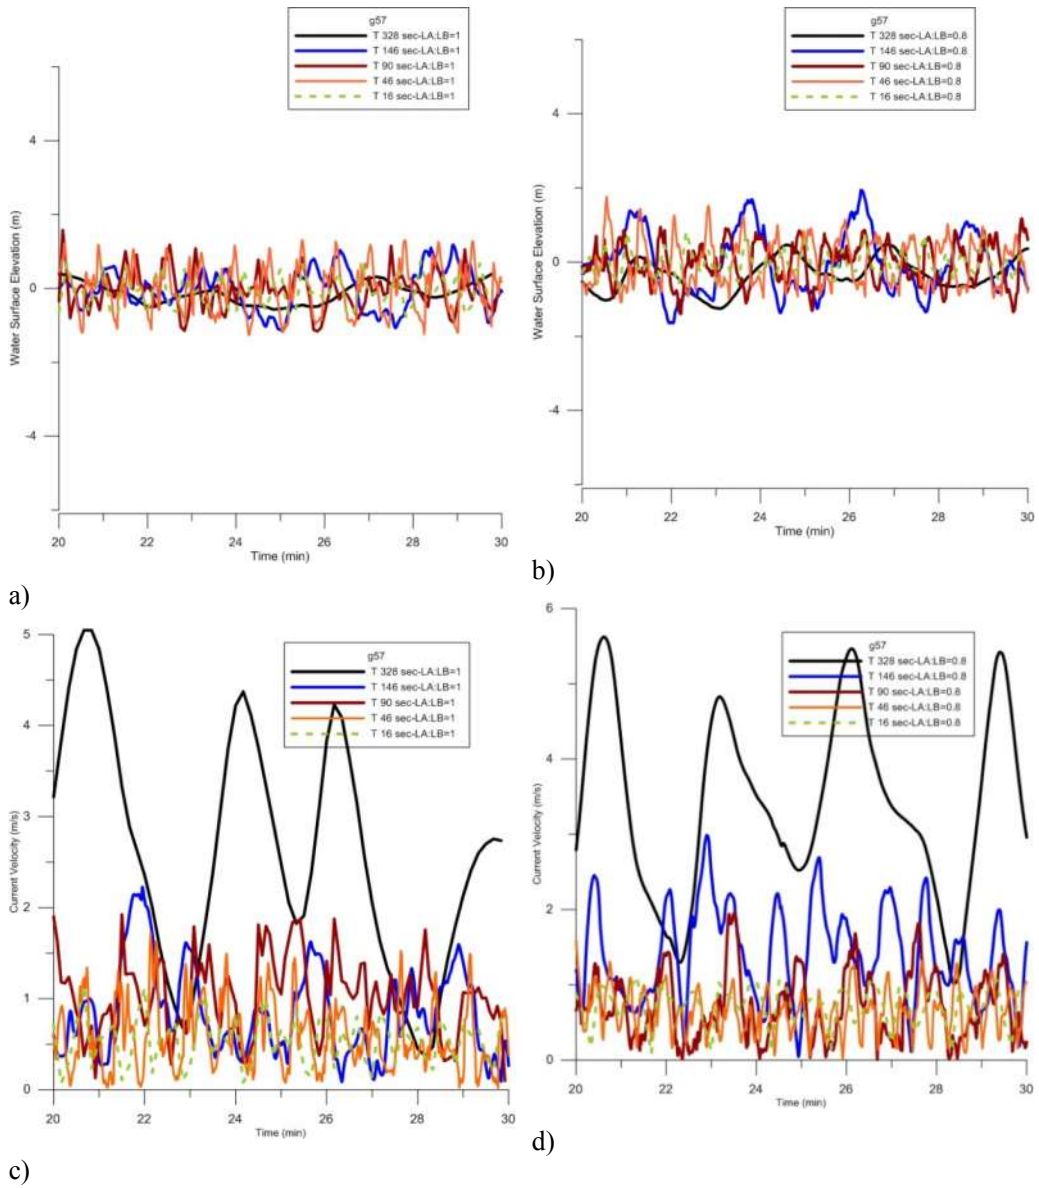 g57
T 328 sec-LA:LB=1
T 146 sec-LA:LB=1
T 90 sec-LA:LB=1
T 46 sec-LA:LB=1
T 16 sec-LA:LB=1
4
0
-4
Water Surface Elevation (m)
20 22 24 26 28 30
Time (min)
a)
g57
T 328 sec-LA:LB=0.8
T 146 sec-LA:LB=0.8
T 90 sec-LA:LB=0.8
T 46 sec-LA:LB=0.8
T 16 sec-LA:LB=0.8
4
0
-4
Water Surface Elevation (m)
20 22 24 26 28 30
Time (min)
b)
g57
T 328 sec-LA:LB=1
T 146 sec-LA:LB=1
T 90 sec-LA:LB=1
T 46 sec-LA:LB=1
T 16 sec-LA:LB=1
5
4
3
2
1
0
Current Velocity (m/s)
20 22 24 26 28 30
Time (min)
c)
g57
T 328 sec-LA:LB=0.8
T 146 sec-LA:LB=0.8
T 90 sec-LA:LB=0.8
T 46 sec-LA:LB=0.8
T 16 sec-LA:LB=0.8
6
4
2
0
Current Velocity (m/s)
20 22 24 26 28 30
Time (min)
d)